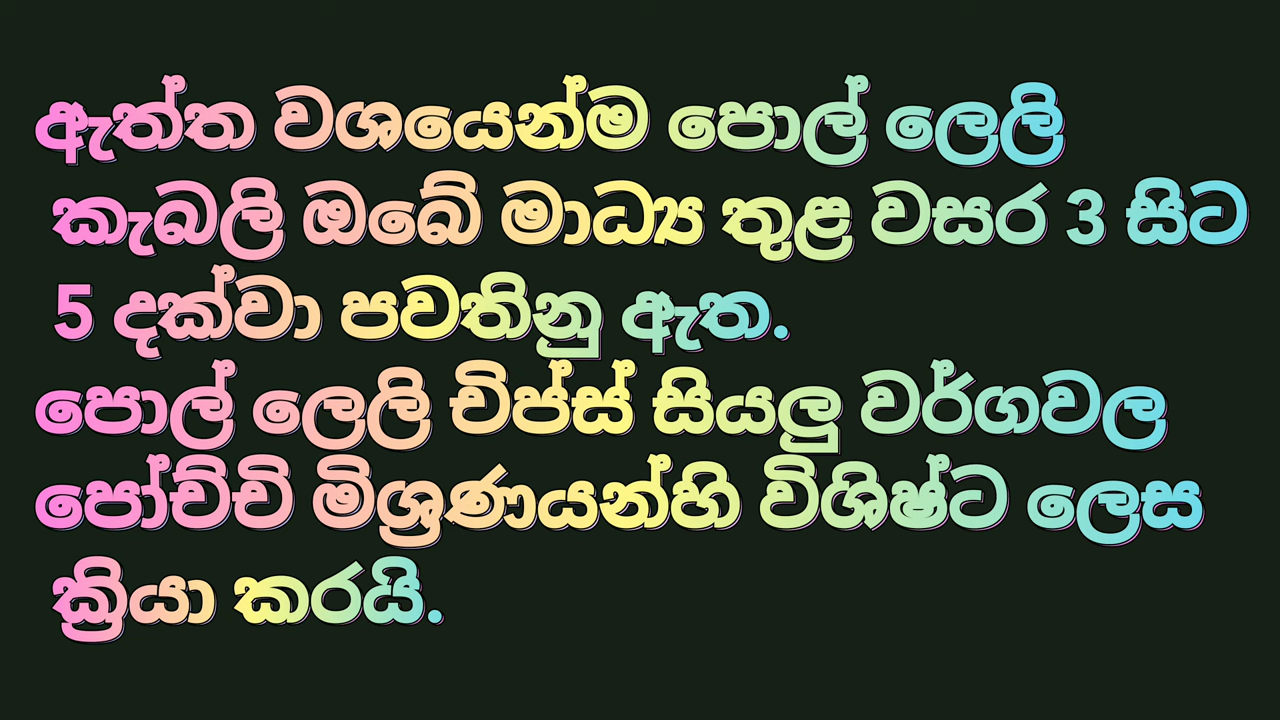 ඇත්ත වශයෙන්ම පොල් ලෙලි
කැබලි ඔබේ මාධ්‍ය තුළ වසර 3 සිට
5 දක්වා පවතිනු ඇත.
පොල් ලෙලි චිප්ස් සියලු වර්ගවල
පෝච්චි මිශ්‍රණයන්හි විශිෂ්ට ලෙස
ක්‍රියා කරයි.